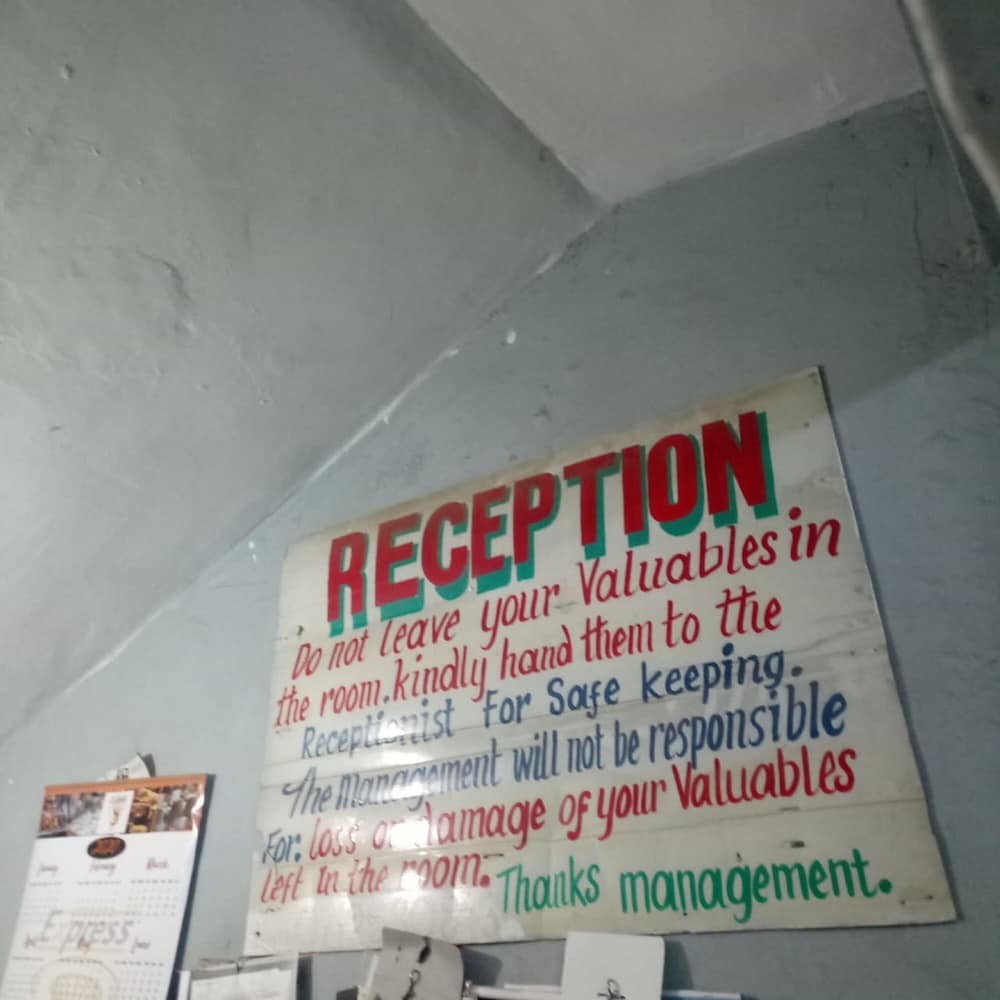 RECEPTION
Do not leave your Valuables in
the room. kindly hand them to the
Receptionist For Safe keeping.
The management will not be responsible
For: loss or damage of your Valuables
left in the room. Thanks management.
Express